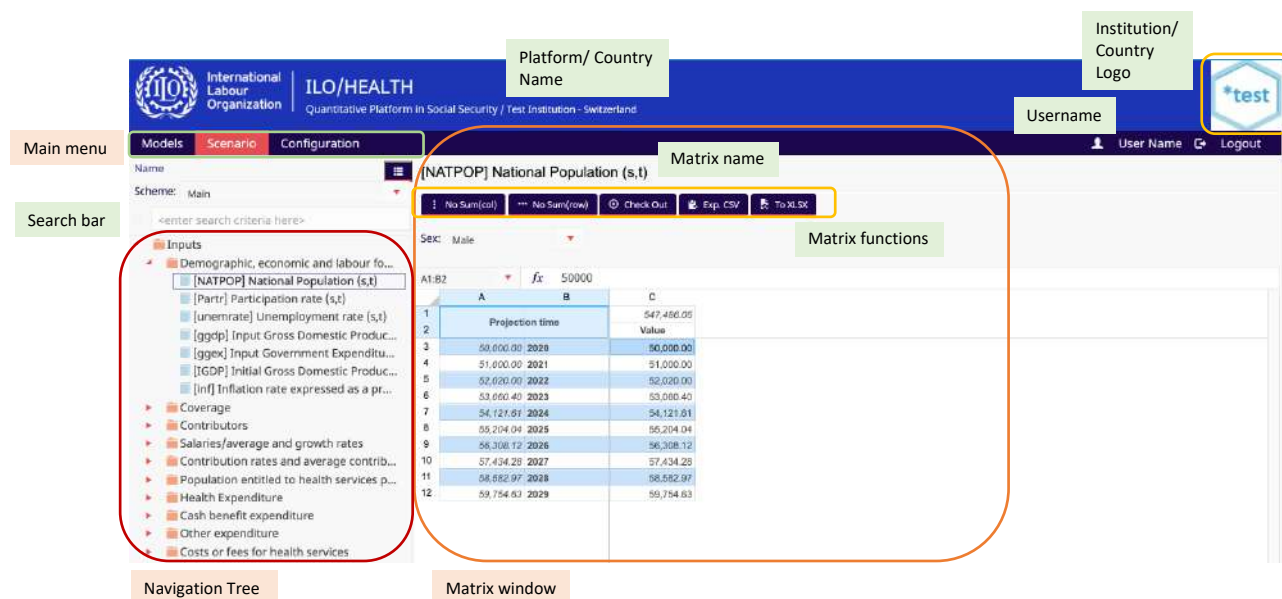 Institution/
Country
Logo
Platform/ Country
Name
International
Labour
Organization
ILO/HEALTH
Quantitative Platform in Social Security / Test Institution - Switzerland
*test
Username
Main menu
Models Scenario Configuration
User Name Logout
Name
Matrix name
[NATPOP] National Population (s,t)
Scheme: Main
No Sum(col) No Sum(row) Check Out Exp. CSV To XLSX
Search bar
<enter search criteria here>
Matrix functions
Sex: Male
Inputs
Demographic, economic and labour fo...
[NATPOP] National Population (s,t)
[Partr] Participation rate (s,t)
[unemrate] Unemployment rate (s,t)
[ggdp] Input Gross Domestic Produc...
[ggex] Input Government Expenditu...
[IGDP] Initial Gross Domestic Produc...
[inf] Inflation rate expressed as a pr...
Coverage
Contributors
Salaries/average and growth rates
Contribution rates and average contrib...
Population entitled to health services p...
Health Expenditure
Cash benefit expenditure
Other expenditure
Costs or fees for health services
A1:B2 fx 50000
A B C
1 547,486.05
2 Projection time Value
3 50,000.00 2020 50,000.00
4 51,000.00 2021 51,000.00
5 52,020.00 2022 52,020.00
6 53,060.40 2023 53,060.40
7 54,121.61 2024 54,121.61
8 55,204.04 2025 55,204.04
9 56,308.12 2026 56,308.12
10 57,434.28 2027 57,434.28
11 58,582.97 2028 58,582.97
12 59,754.63 2029 59,754.63
Navigation Tree
Matrix window